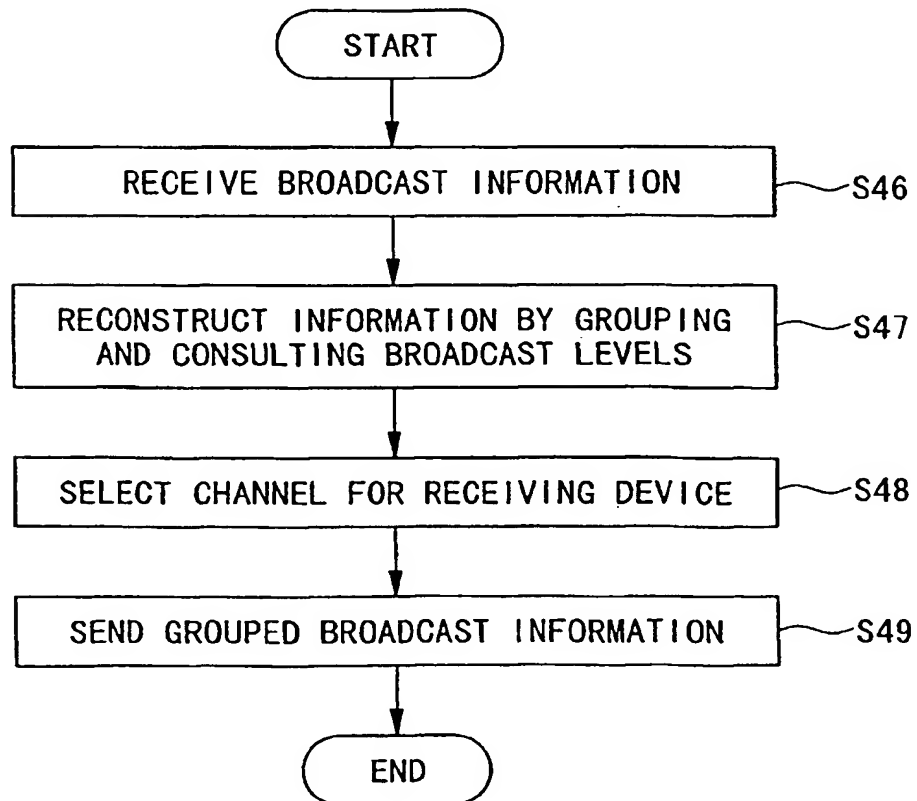 START
RECEIVE BROADCAST INFORMATION
S46
RECONSTRUCT INFORMATION BY GROUPING
AND CONSULTING BROADCAST LEVELS
S47
SELECT CHANNEL FOR RECEIVING DEVICE
S48
SEND GROUPED BROADCAST INFORMATION
S49
END